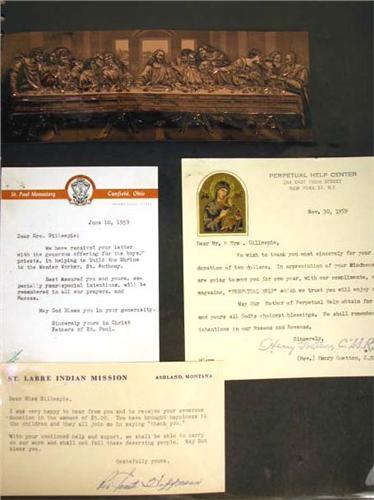 St. Paul Monastery Canfield, Ohio
June 10, 1959
Dear Mrs. Gillespie:
We have received your letter
with the generous offering for the boys,
priests, in helping to build the Shrine
to the Wonder Worker, St. Anthony.
Rest assured you and yours,
especially your special intentions, will be
remembered in all our prayers, and
Masses.
May God Bless you in your generosity.
Sincerely yours in Christ
Fathers of St. Paul.
PERPETUAL HELP CENTER
NEW YORK
Nov. 30, 1959
Dear Mr. & Mrs. Gillespie,
We wish to thank you most sincerely for your
donation of ten dollars. In appreciation of your kindness
are going to send you for one year, with our compliments,
magazine, "PERPETUAL HELP" which we trust you will enjoy
May Our Mother of Perpetual Help obtain for
and yours all God's choicest blessings. We shall remember
intentions in our Masses and Novenas.
Sincerely,
(Rev.) Henry
ST. LABRE INDIAN MISSION ASHLAND, MONTANA
Dear Miss Gillespie:
I was very happy to hear from you and to receive your generous
donation in the amount of $5.00. You have brought happiness to
the children and they all join me in saying "thank you."
With your continued help and support, we shall be able to carry
on our work and shall not fail these deserving people. May God
bless you.
Gratefully yours,